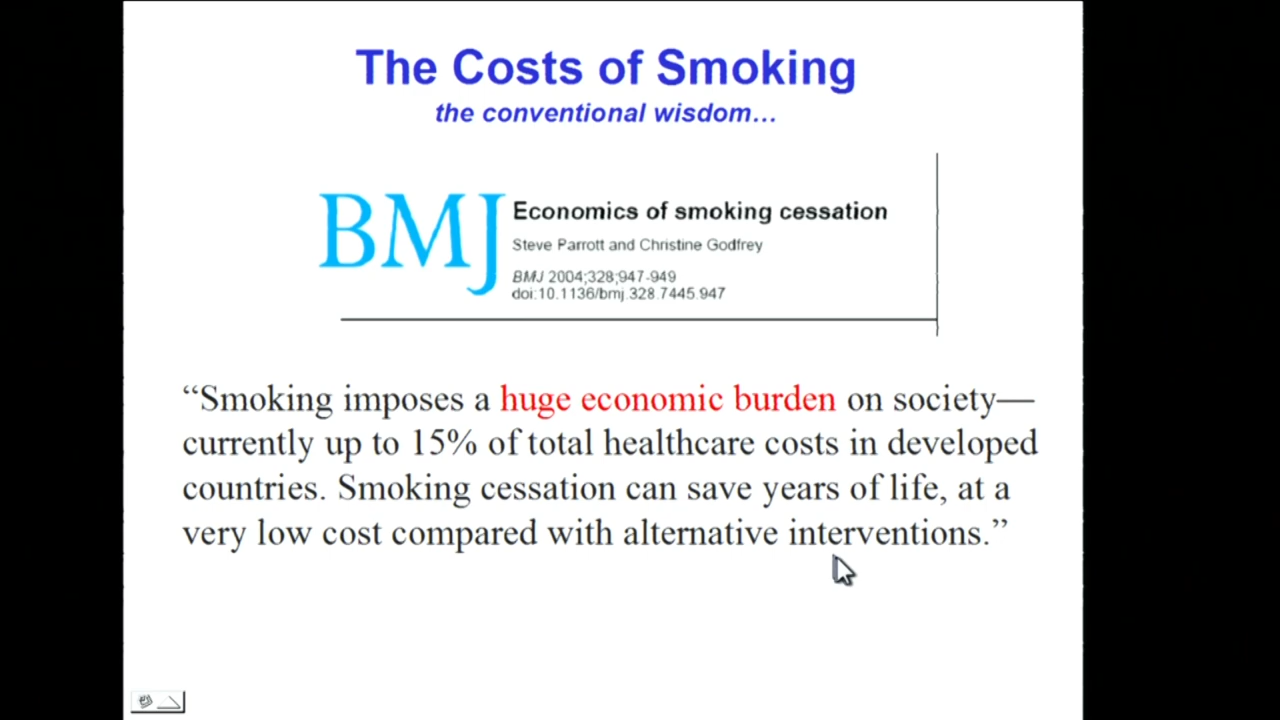 The Costs of Smoking
the conventional wisdom…
BMJ
Economics of smoking cessation
Steve Parrott and Christine Godfrey
BMJ 2004;328;947-949
doi:10.1136/bmj.328.7445.947
“Smoking imposes a huge economic burden on society—
currently up to 15% of total healthcare costs in developed
countries. Smoking cessation can save years of life, at a
very low cost compared with alternative interventions.”